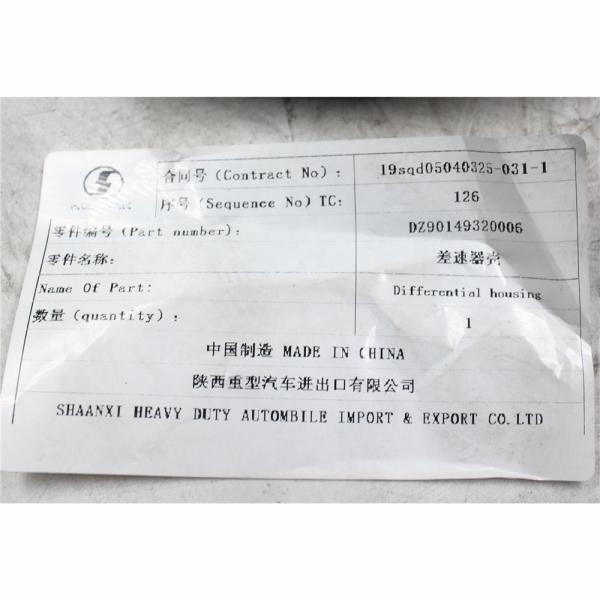 合同号 (Contract No) : 19sqd05040325-031-1
序号 (Sequence No) TC: 126
零件编号 (Part number): DZ90149320006
零件名称: 差速器壳
Name Of Part: Differential housing
数量 (quantity) : 1
中国制造 MADE IN CHINA
陕西重型汽车进出口有限公司
SHAANXI HEAVY DUTY AUTOMBILE IMPORT & EXPORT CO.LTD